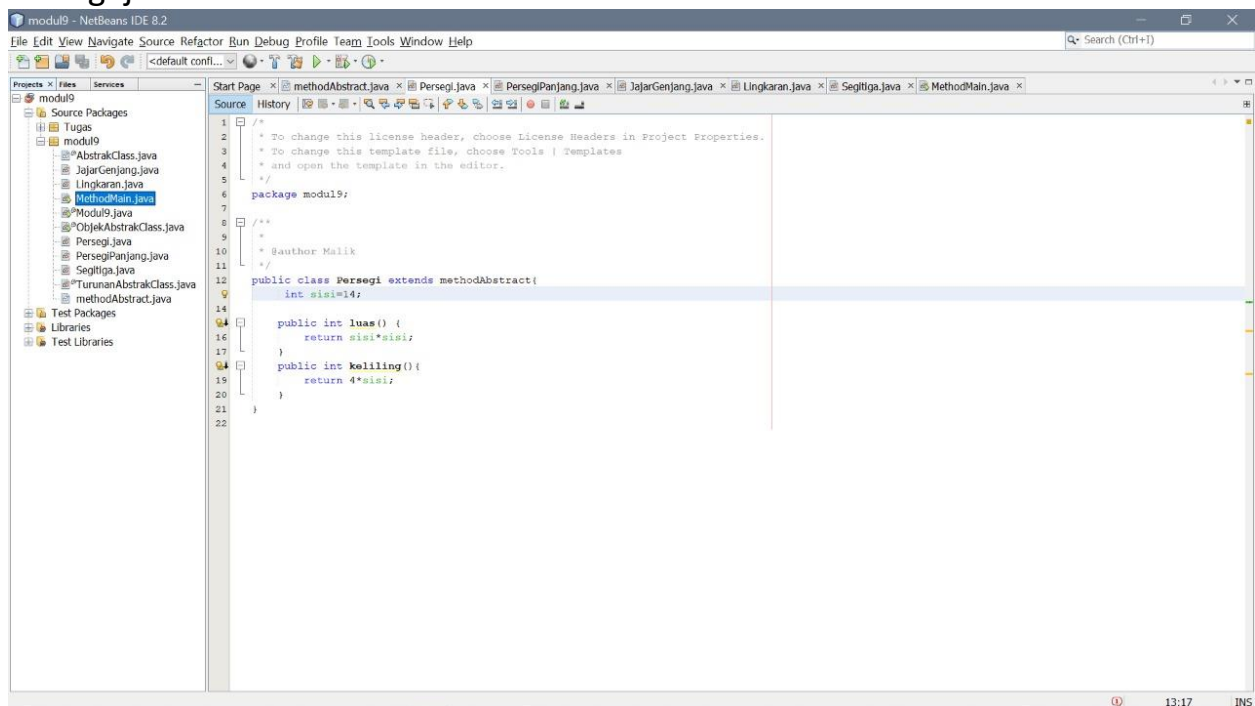 modul9 - NetBeans IDE 8.2
File Edit View Navigate Source Refactor Run Debug Profile Team Tools Window Help
Search (Ctrl+I)
<default confi...
Projects Files Services
Start Page methodAbstract.java Persegi.java PersegiPanjang.java JajarGenjang.java Lingkaran.java Segitiga.java MethodMain.java
Source History
modul9
Source Packages
Tugas
modul9
AbstrakClass.java
JajarGenjang.java
Lingkaran.java
MethodMain.java
Modul9.java
ObjekAbstrakClass.java
Persegi.java
PersegiPanjang.java
Segitiga.java
TurunanAbstrakClass.java
methodAbstract.java
Test Packages
Libraries
Test Libraries
1 /*
2 * To change this license header, choose License Headers in Project Properties.
3 * To change this template file, choose Tools | Templates
4 * and open the template in the editor.
5 */
6 package modul9;
7
8 /**
9 *
10 * @author Malik
11 */
12 public class Persegi extends methodAbstract{
int sisi=14;
14
public int luas() {
16 return sisi*sisi;
17 }
public int keliling(){
19 return 4*sisi;
20 }
21 }
22
13:17 INS